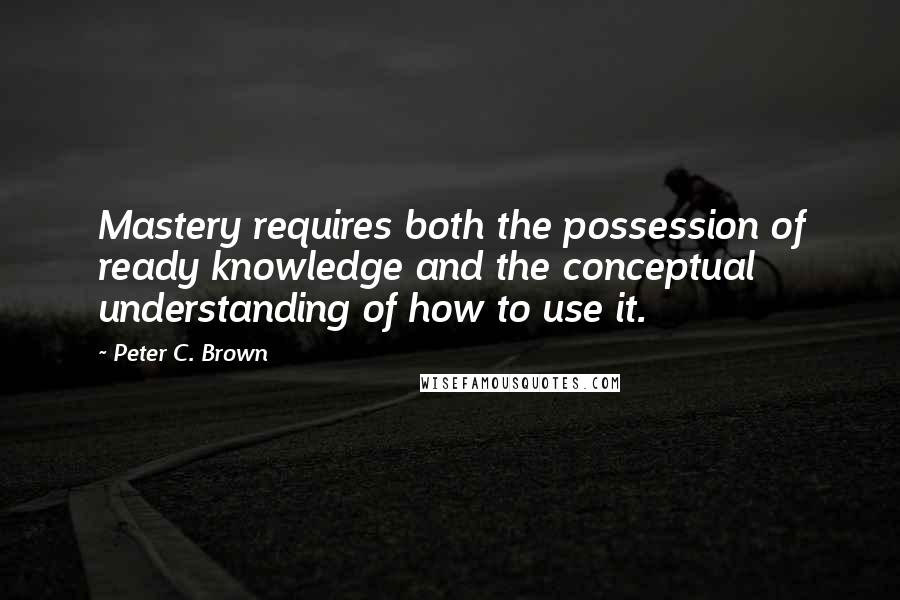 Mastery requires both the possession of
ready knowledge and the conceptual
understanding of how to use it.
~ Peter C. Brown
WISEFAMOUSQUOTES.COM